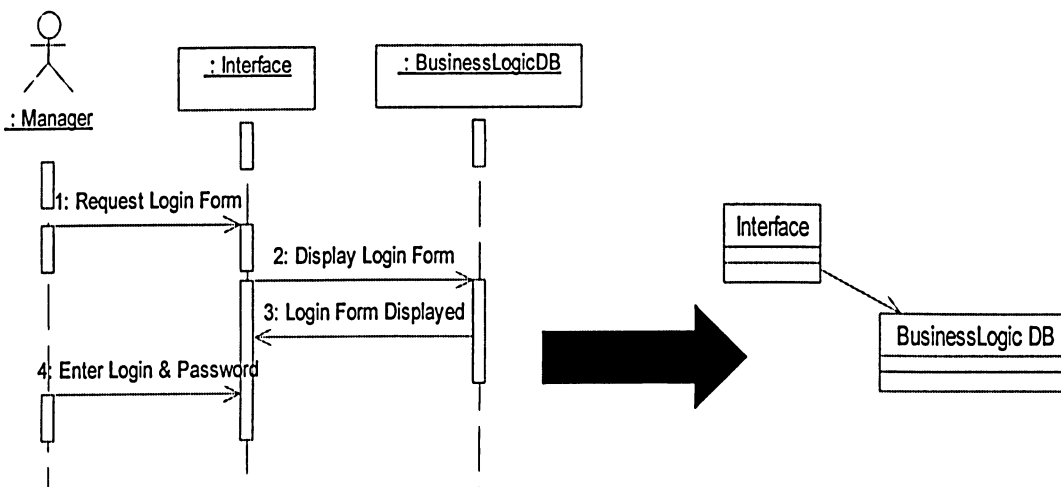 : Manager
: Interface
: BusinessLogicDB
1: Request Login Form
2: Display Login Form
3: Login Form Displayed
4: Enter Login & Password
Interface
BusinessLogic DB